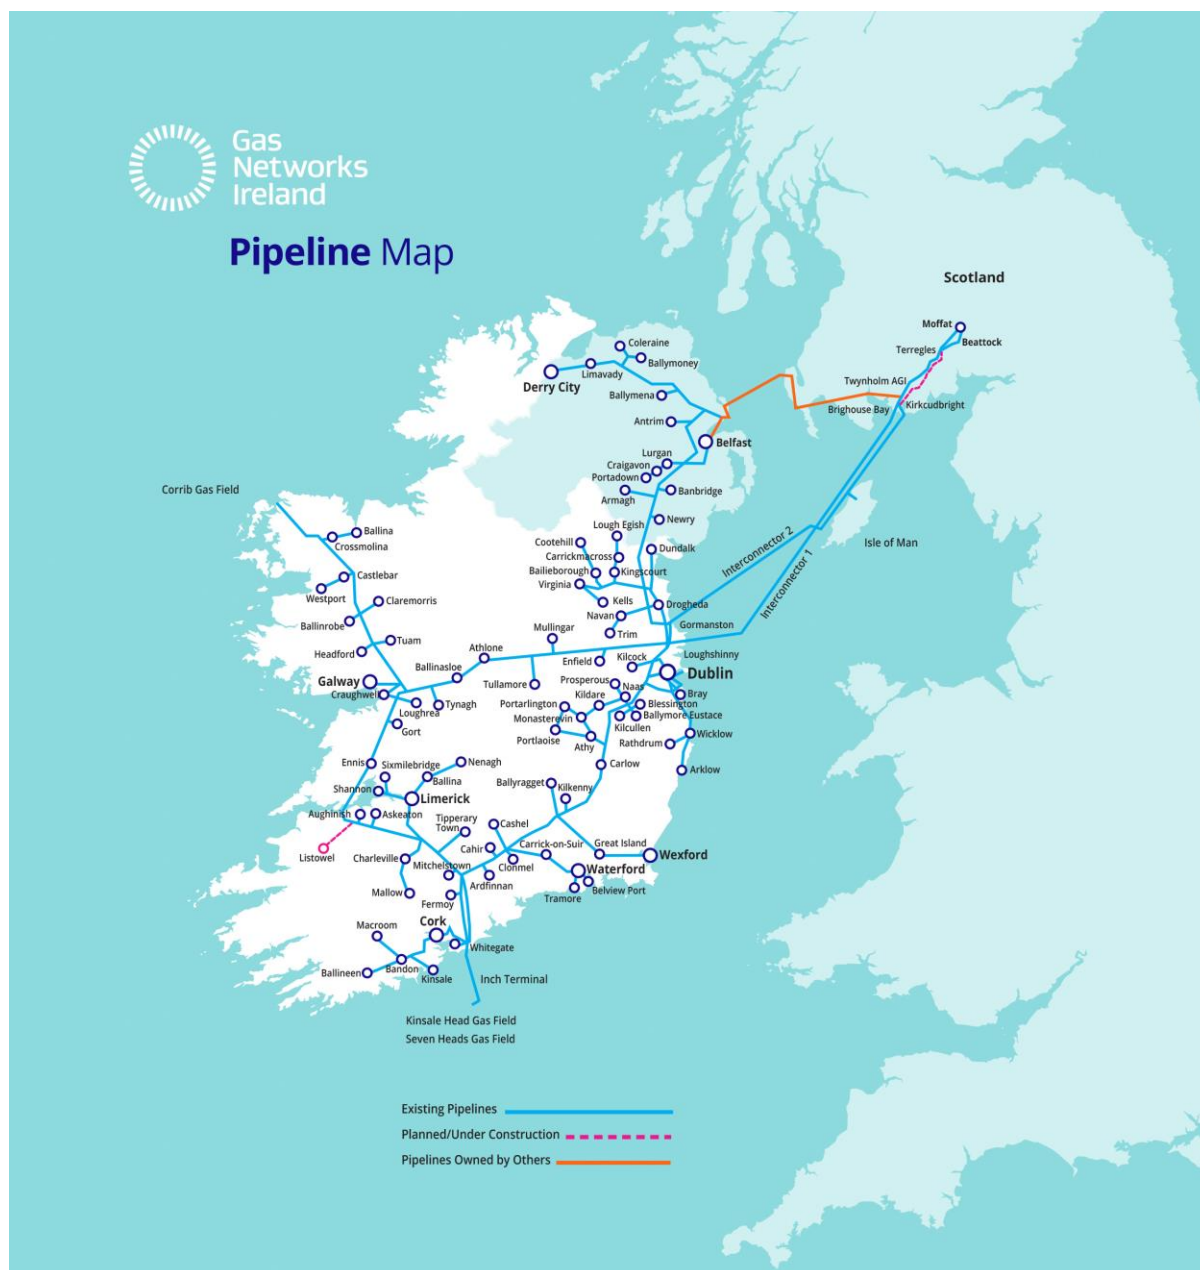 Gas
Networks
Ireland
Pipeline Map
Scotland
Moffat
Beattock
Terregles
Twynholm AGI
Brighouse Bay
Kirkcudbright
Coleraine
Ballymoney
Limavady
Derry City
Ballymena
Antrim
Belfast
Lurgan
Craigavon
Portadown
Armagh
Banbridge
Newry
Corrib Gas Field
Lough Egish
Ballina
Crossmolina
Cootehill
Carrickmacross
Dundalk
Interconnector 2
Isle of Man
Bailieborough
Kingscourt
Castlebar
Virginia
Interconnector 1
Westport
Claremorris
Kells
Drogheda
Navan
Ballinrobe
Gormanston
Mullingar
Trim
Tuam
Headford
Athlone
Enfield
Kilcock
Loughshinny
Ballinasloe
Dublin
Galway
Tullamore
Prosperous
Naas
Craughwell
Kildare
Bray
Loughrea
Tynagh
Portarlington
Blessington
Monasterevin
Ballymore Eustace
Gort
Kilcullen
Wicklow
Portlaoise
Athy
Rathdrum
Ennis
Sixmilebridge
Nenagh
Carlow
Arklow
Ballina
Ballyragget
Kilkenny
Shannon
Limerick
Aughinish
Askeaton
Tipperary
Town
Cashel
Listowel
Charleville
Cahir
Carrick-on-Suir
Great Island
Wexford
Mitchelstown
Clonmel
Waterford
Ardfinnan
Mallow
Fermoy
Tramore
Belview Port
Cork
Macroom
Whitegate
Ballineen
Bandon
Kinsale
Inch Terminal
Kinsale Head Gas Field
Seven Heads Gas Field
Existing Pipelines
Planned/Under Construction
Pipelines Owned by Others